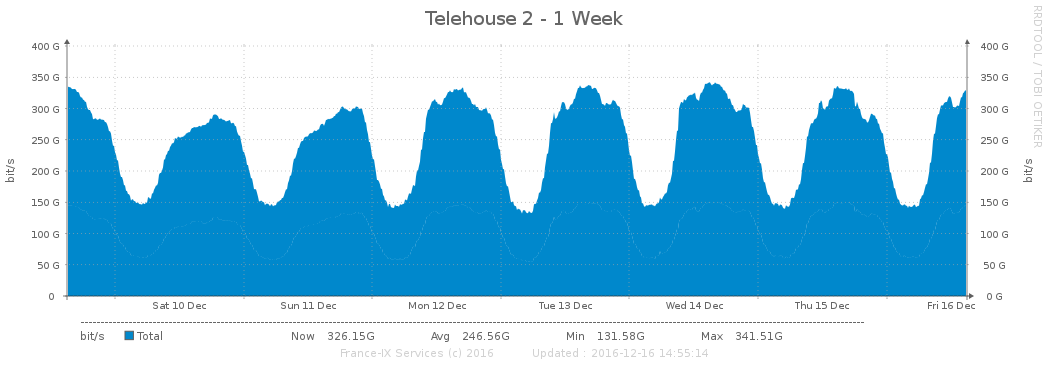 Telehouse 2 - 1 Week
RRDTOOL / TOBI OETIKER
400 G 400 G
350 G 350 G
300 G 300 G
250 G 250 G
200 G 200 G
150 G 150 G
100 G 100 G
50 G 50 G
0 0 G
bit/s
bit/s
Sat 10 Dec Sun 11 Dec Mon 12 Dec Tue 13 Dec Wed 14 Dec Thu 15 Dec Fri 16 Dec
bit/s Total Now 326.15G Avg 246.56G Min 131.58G Max 341.51G
France-IX Services (c) 2016 Updated : 2016-12-16 14:55:14